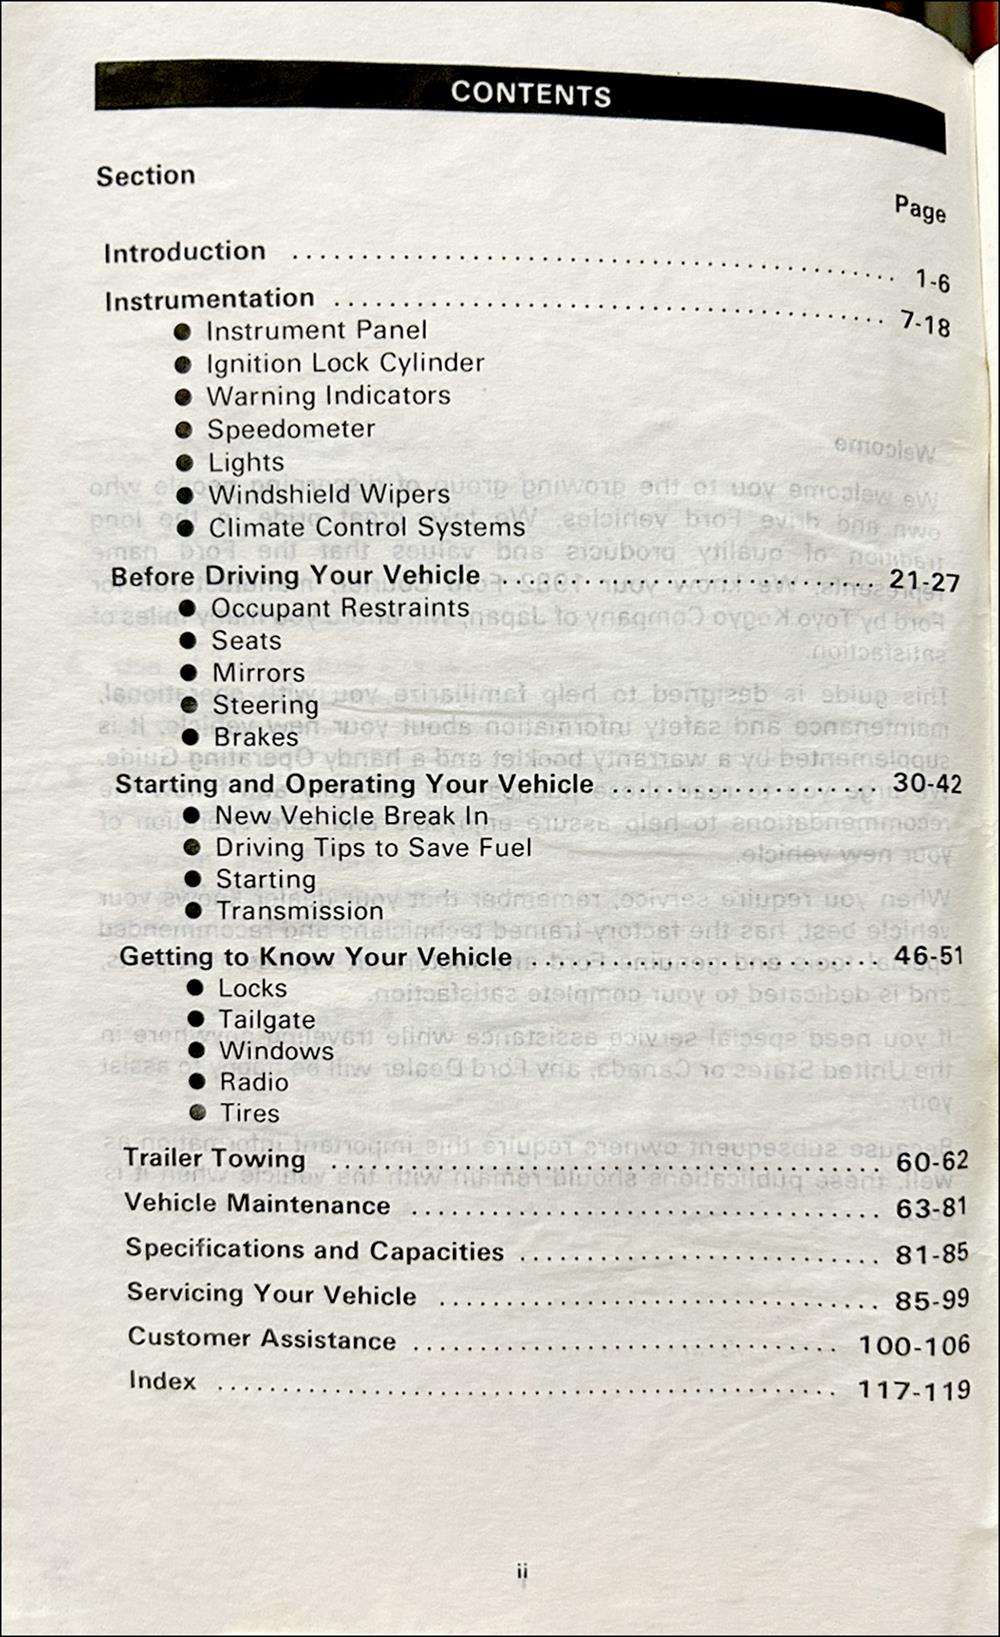 CONTENTS
Section
Page
Introduction ........................................ 1-6
Instrumentation ........................................ 7-18
● Instrument Panel
● Ignition Lock Cylinder
● Warning Indicators
● Speedometer
● Lights
● Windshield Wipers
● Climate Control Systems
Before Driving Your Vehicle ............................ 21-27
● Occupant Restraints
● Seats
● Mirrors
● Steering
● Brakes
Starting and Operating Your Vehicle .................... 30-42
● New Vehicle Break In
● Driving Tips to Save Fuel
● Starting
● Transmission
Getting to Know Your Vehicle .......................... 46-51
● Locks
● Tailgate
● Windows
● Radio
● Tires
Trailer Towing ........................................ 60-62
Vehicle Maintenance .................................. 63-81
Specifications and Capacities ........................... 81-85
Servicing Your Vehicle ................................ 85-99
Customer Assistance ................................ 100-106
Index .............................................. 117-119
ii